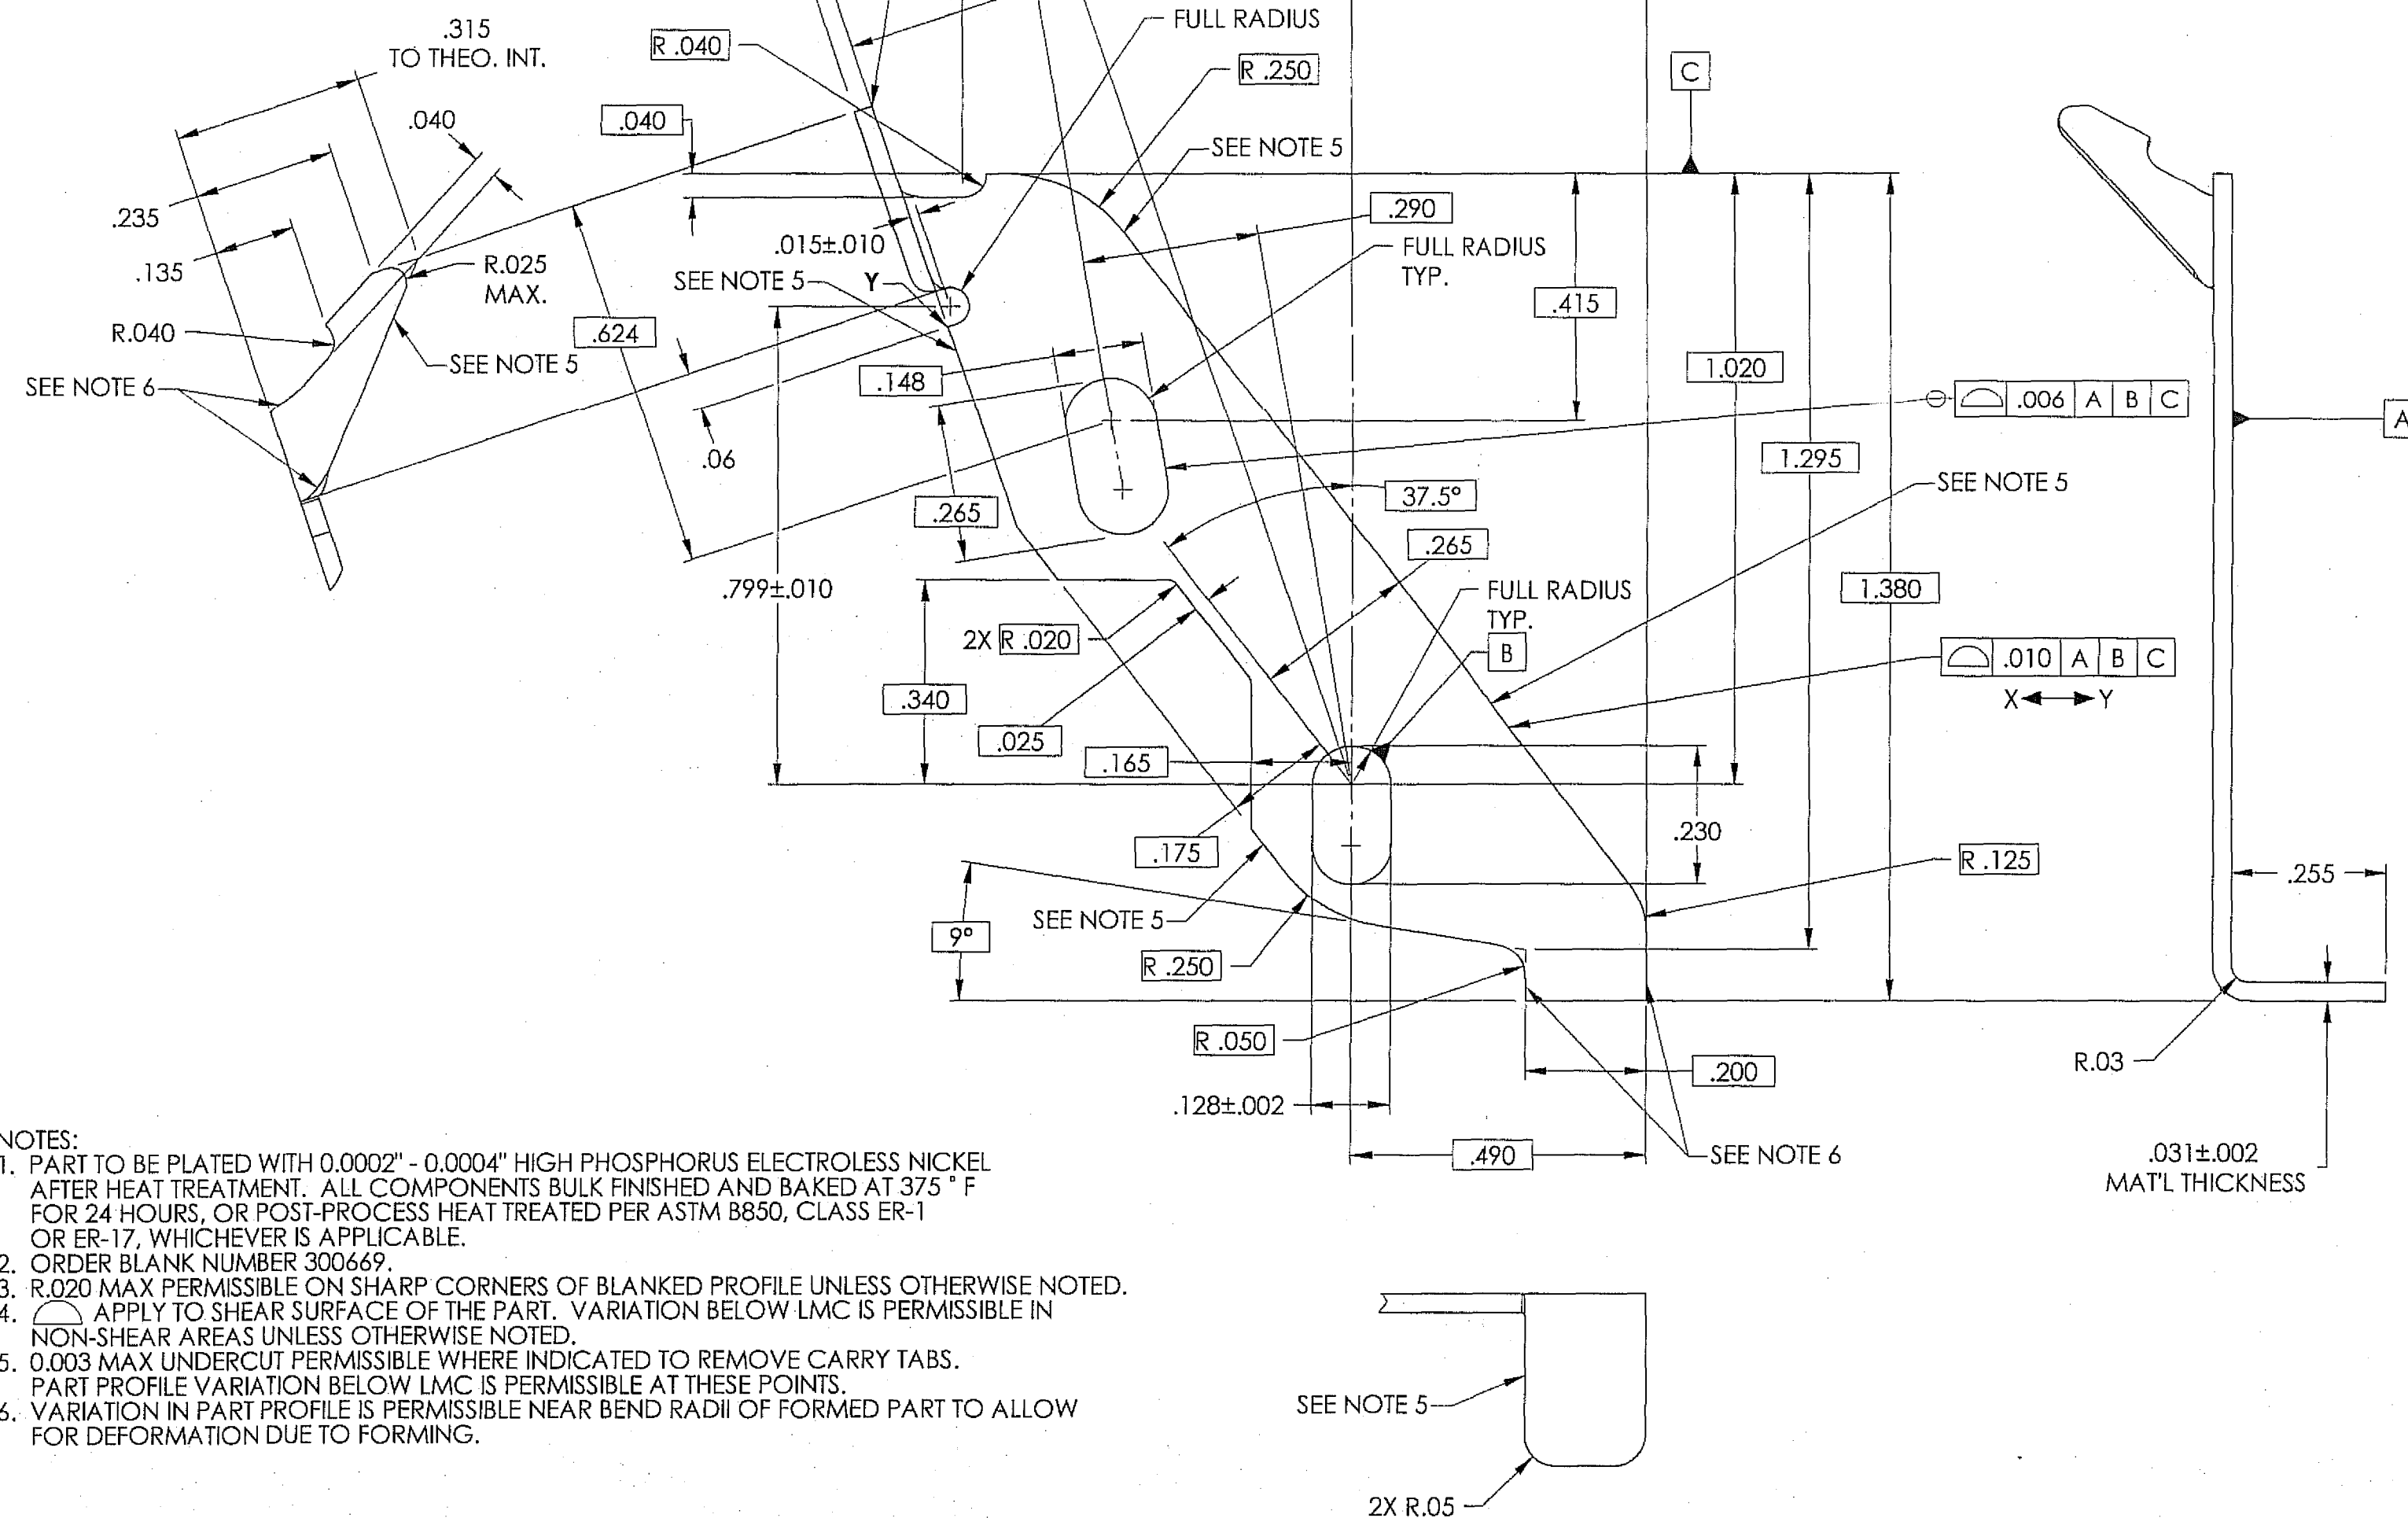 .315
TO THEO. INT.
.040
.235
.135
R.025
MAX.
R.040
SEE NOTE 5
SEE NOTE 6
R .040
.040
FULL RADIUS
R .250
SEE NOTE 5
C
.290
.015±.010
FULL RADIUS
TYP.
SEE NOTE 5
Y
.415
.624
1.020
.148
.006 A B C
A
.06
1.295
SEE NOTE 5
37.5°
.265
.265
.799±.010
1.380
FULL RADIUS
TYP.
B
2X R .020
.010 A B C
X Y
.340
.025
.165
.230
.175
R .125
.255
SEE NOTE 5
9°
R .250
R .050
R.03
.200
.128±.002
.490
SEE NOTE 6
.031±.002
MAT'L THICKNESS
NOTES:
1. PART TO BE PLATED WITH 0.0002" - 0.0004" HIGH PHOSPHORUS ELECTROLESS NICKEL
AFTER HEAT TREATMENT. ALL COMPONENTS BULK FINISHED AND BAKED AT 375 ° F
FOR 24 HOURS, OR POST-PROCESS HEAT TREATED PER ASTM B850, CLASS ER-1
OR ER-17, WHICHEVER IS APPLICABLE.
2. ORDER BLANK NUMBER 300669.
3. R.020 MAX PERMISSIBLE ON SHARP CORNERS OF BLANKED PROFILE UNLESS OTHERWISE NOTED.
4. APPLY TO SHEAR SURFACE OF THE PART. VARIATION BELOW LMC IS PERMISSIBLE IN
NON-SHEAR AREAS UNLESS OTHERWISE NOTED.
5. 0.003 MAX UNDERCUT PERMISSIBLE WHERE INDICATED TO REMOVE CARRY TABS.
PART PROFILE VARIATION BELOW LMC IS PERMISSIBLE AT THESE POINTS.
6. VARIATION IN PART PROFILE IS PERMISSIBLE NEAR BEND RADII OF FORMED PART TO ALLOW
FOR DEFORMATION DUE TO FORMING.
SEE NOTE 5
2X R.05